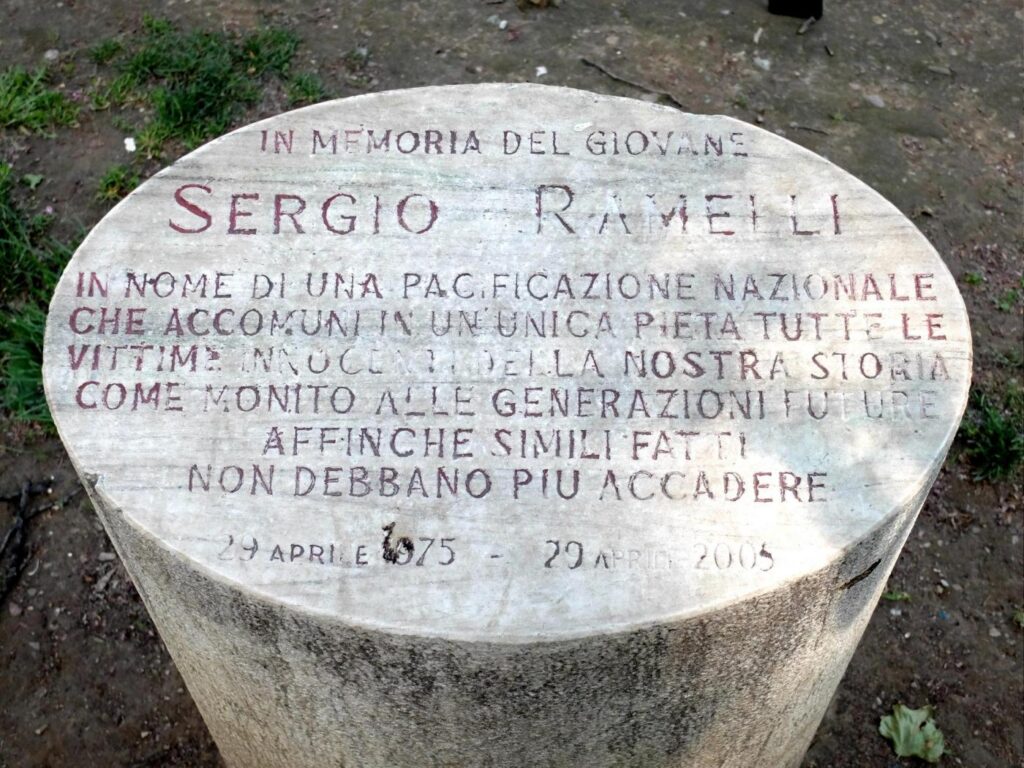 IN MEMORIA DEL GIOVANE
SERGIO RAMELLI
IN NOME DI UNA PACIFICAZIONE NAZIONALE
CHE ACCOMUNI IN UN'UNICA PIETA TUTTE LE
VITTIME INNOCENTI DELLA NOSTRA STORIA
COME MONITO ALLE GENERAZIONI FUTURE
AFFINCHE SIMILI FATTI
NON DEBBANO PIU ACCADERE
29 APRILE 1975 - 29 APRILE 2005